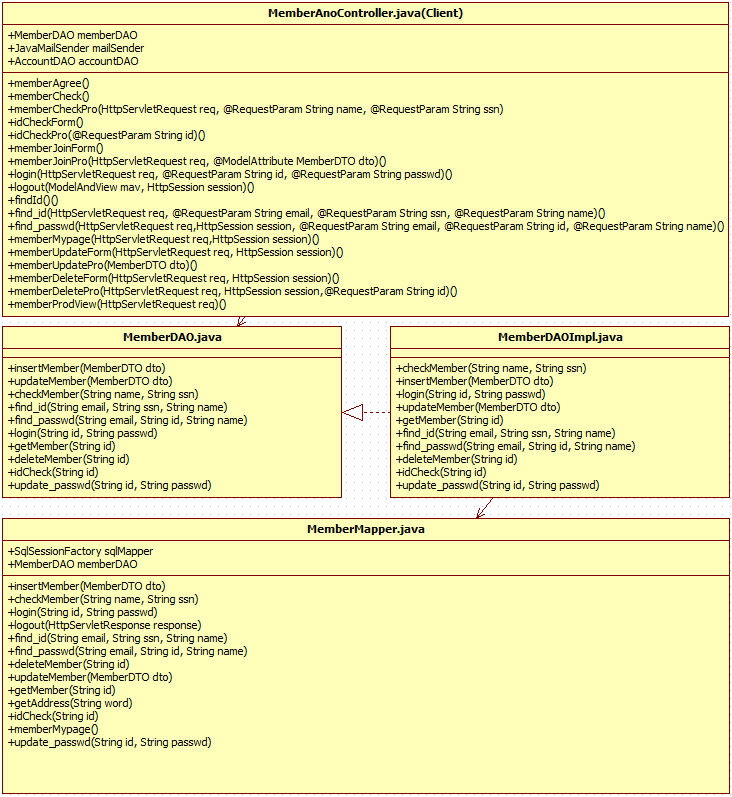 MemberAnoController.java(Client)
+MemberDAO memberDAO
+JavaMailSender mailSender
+AccountDAO accountDAO
+memberAgree()
+memberCheck()
+memberCheckPro(HttpServletRequest req, @RequestParam String name, @RequestParam String ssn)
+idCheckForm()
+idCheckPro(@RequestParam String id)()
+memberJoinForm()
+memberJoinPro(HttpServletRequest req, @ModelAttribute MemberDTO dto)()
+login(HttpServletRequest req, @RequestParam String id, @RequestParam String passwd)()
+logout(ModelAndView mav, HttpSession session)()
+findId()()
+find_id(HttpServletRequest req, @RequestParam String email, @RequestParam String ssn, @RequestParam String name)()
+find_passwd(HttpServletRequest req,HttpSession session, @RequestParam String email, @RequestParam String id, @RequestParam String name)()
+memberMypage(HttpServletRequest req,HttpSession session)()
+memberUpdateForm(HttpServletRequest req, HttpSession session)()
+memberUpdatePro(MemberDTO dto)()
+memberDeleteForm(HttpServletRequest req, HttpSession session)()
+memberDeletePro(HttpServletRequest req, HttpSession session,@RequestParam String id)()
+memberProdView(HttpServletRequest req)()
MemberDAO.java
+insertMember(MemberDTO dto)
+updateMember(MemberDTO dto)
+checkMember(String name, String ssn)
+find_id(String email, String ssn, String name)
+find_passwd(String email, String id, String name)
+login(String id, String passwd)
+getMember(String id)
+deleteMember(String id)
+idCheck(String id)
+update_passwd(String id, String passwd)
MemberDAOImpl.java
+checkMember(String name, String ssn)
+insertMember(MemberDTO dto)
+login(String id, String passwd)
+updateMember(MemberDTO dto)
+getMember(String id)
+find_id(String email, String ssn, String name)
+find_passwd(String email, String id, String name)
+deleteMember(String id)
+idCheck(String id)
+update_passwd(String id, String passwd)
MemberMapper.java
+SqlSessionFactory sqlMapper
+MemberDAO memberDAO
+insertMember(MemberDTO dto)
+checkMember(String name, String ssn)
+login(String id, String passwd)
+logout(HttpServletResponse response)
+find_id(String email, String ssn, String name)
+find_passwd(String email, String id, String name)
+deleteMember(String id)
+updateMember(MemberDTO dto)
+getMember(String id)
+getAddress(String word)
+idCheck(String id)
+memberMypage()
+update_passwd(String id, String passwd)